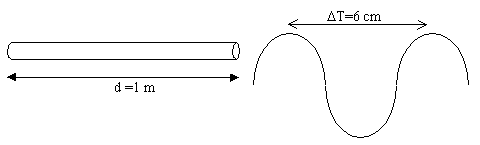 ΔT=6 cm
d =1 m